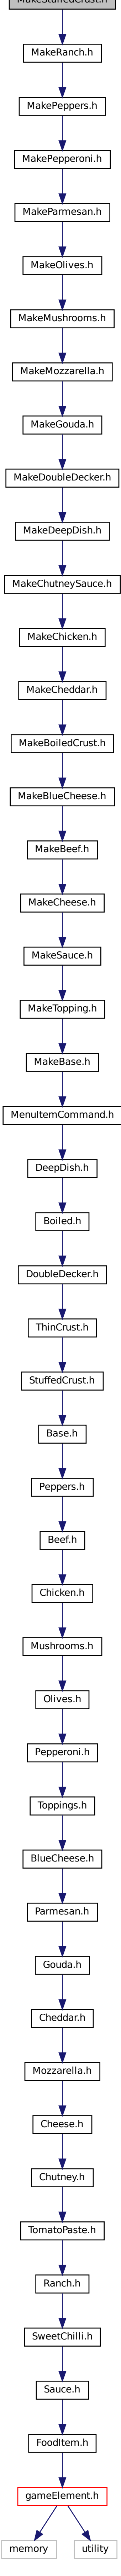 MakeStuffedCrust.h
MakeRanch.h
MakePeppers.h
MakePepperoni.h
MakeParmesan.h
MakeOlives.h
MakeMushrooms.h
MakeMozzarella.h
MakeGouda.h
MakeDoubleDecker.h
MakeDeepDish.h
MakeChutneySauce.h
MakeChicken.h
MakeCheddar.h
MakeBoiledCrust.h
MakeBlueCheese.h
MakeBeef.h
MakeCheese.h
MakeSauce.h
MakeTopping.h
MakeBase.h
MenuItemCommand.h
DeepDish.h
Boiled.h
DoubleDecker.h
ThinCrust.h
StuffedCrust.h
Base.h
Peppers.h
Beef.h
Chicken.h
Mushrooms.h
Olives.h
Pepperoni.h
Toppings.h
BlueCheese.h
Parmesan.h
Gouda.h
Cheddar.h
Mozzarella.h
Cheese.h
Chutney.h
TomatoPaste.h
Ranch.h
SweetChilli.h
Sauce.h
FoodItem.h
gameElement.h
memory utility